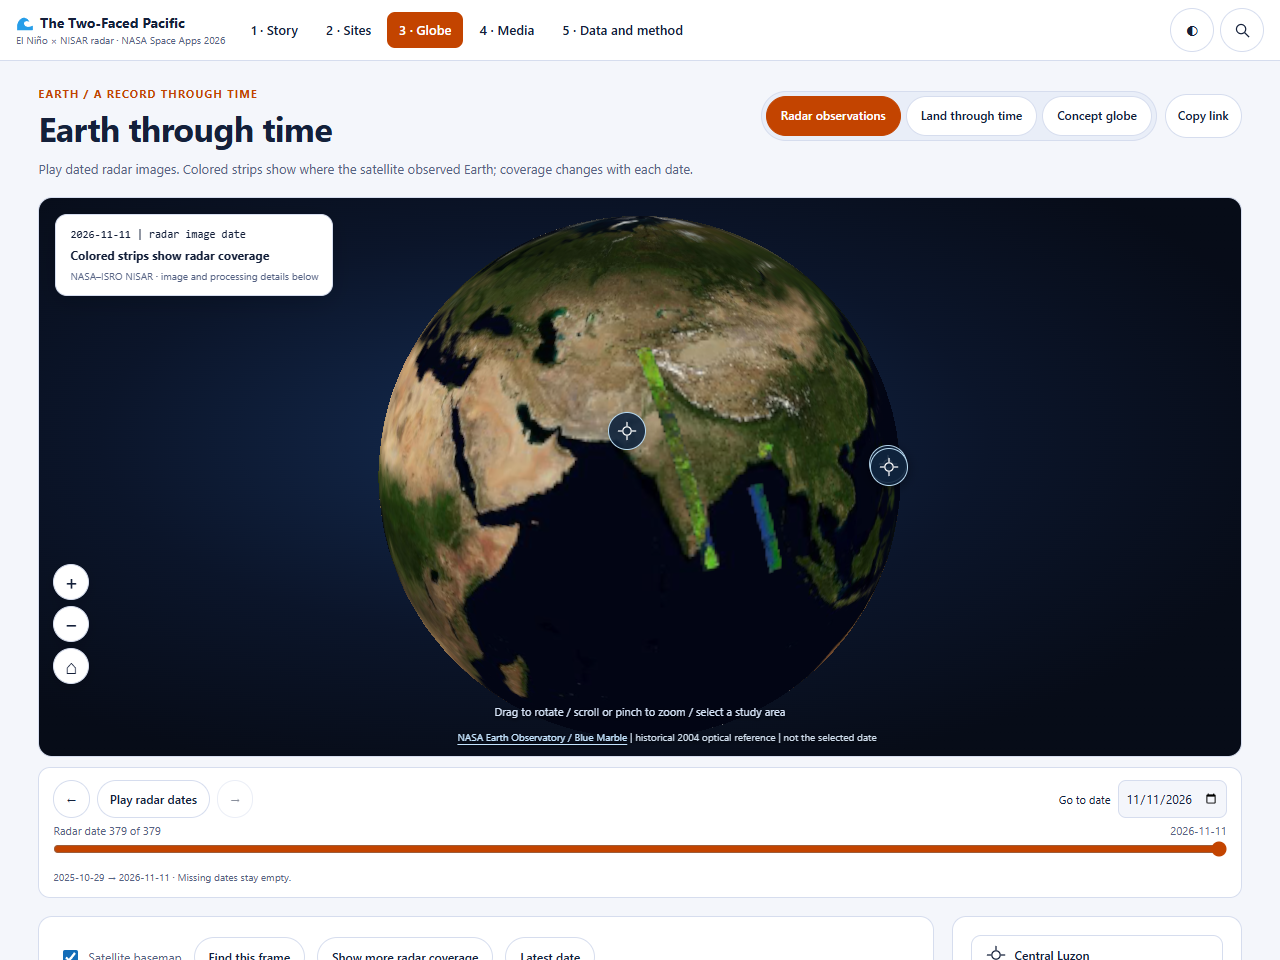 The Two-Faced Pacific
El Niño × NISAR radar · NASA Space Apps 2026
1 · Story
2 · Sites
3 · Globe
4 · Media
5 · Data and method
EARTH / A RECORD THROUGH TIME
Earth through time
Play dated radar images. Colored strips show where the satellite observed Earth; coverage changes with each date.
Radar observations
Land through time
Concept globe
Copy link
2026-11-11 | radar image date
Colored strips show radar coverage
NASA–ISRO NISAR · image and processing details below
+
−
⌂
Drag to rotate / scroll or pinch to zoom / select a study area
NASA Earth Observatory / Blue Marble | historical 2004 optical reference | not the selected date
←
Play radar dates
→
Go to date
11/11/2026
Radar date 379 of 379
2026-11-11
2025-10-29 → 2026-11-11 · Missing dates stay empty.
Satellite basemap
Find this frame
Show more radar coverage
Latest date
Central Luzon